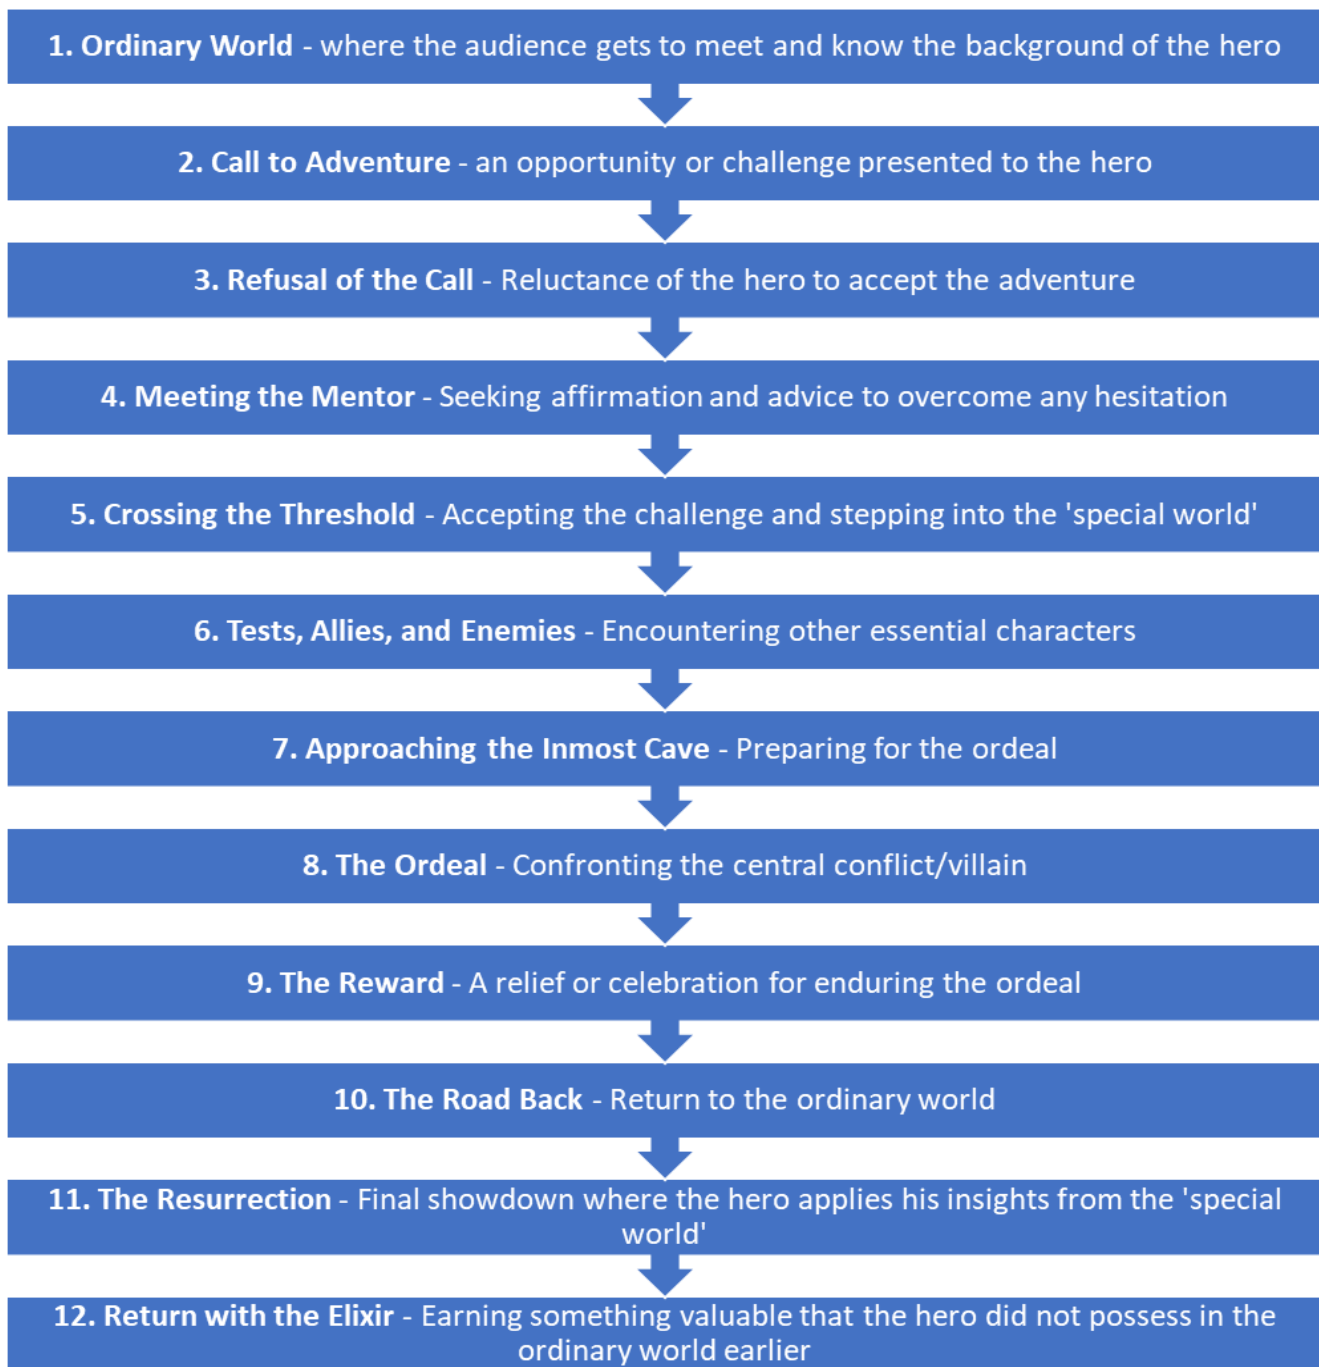 1. Ordinary World - where the audience gets to meet and know the background of the hero
2. Call to Adventure - an opportunity or challenge presented to the hero
3. Refusal of the Call - Reluctance of the hero to accept the adventure
4. Meeting the Mentor - Seeking affirmation and advice to overcome any hesitation
5. Crossing the Threshold - Accepting the challenge and stepping into the 'special world'
6. Tests, Allies, and Enemies - Encountering other essential characters
7. Approaching the Inmost Cave - Preparing for the ordeal
8. The Ordeal - Confronting the central conflict/villain
9. The Reward - A relief or celebration for enduring the ordeal
10. The Road Back - Return to the ordinary world
11. The Resurrection - Final showdown where the hero applies his insights from the 'special
world'
12. Return with the Elixir - Earning something valuable that the hero did not possess in the
ordinary world earlier